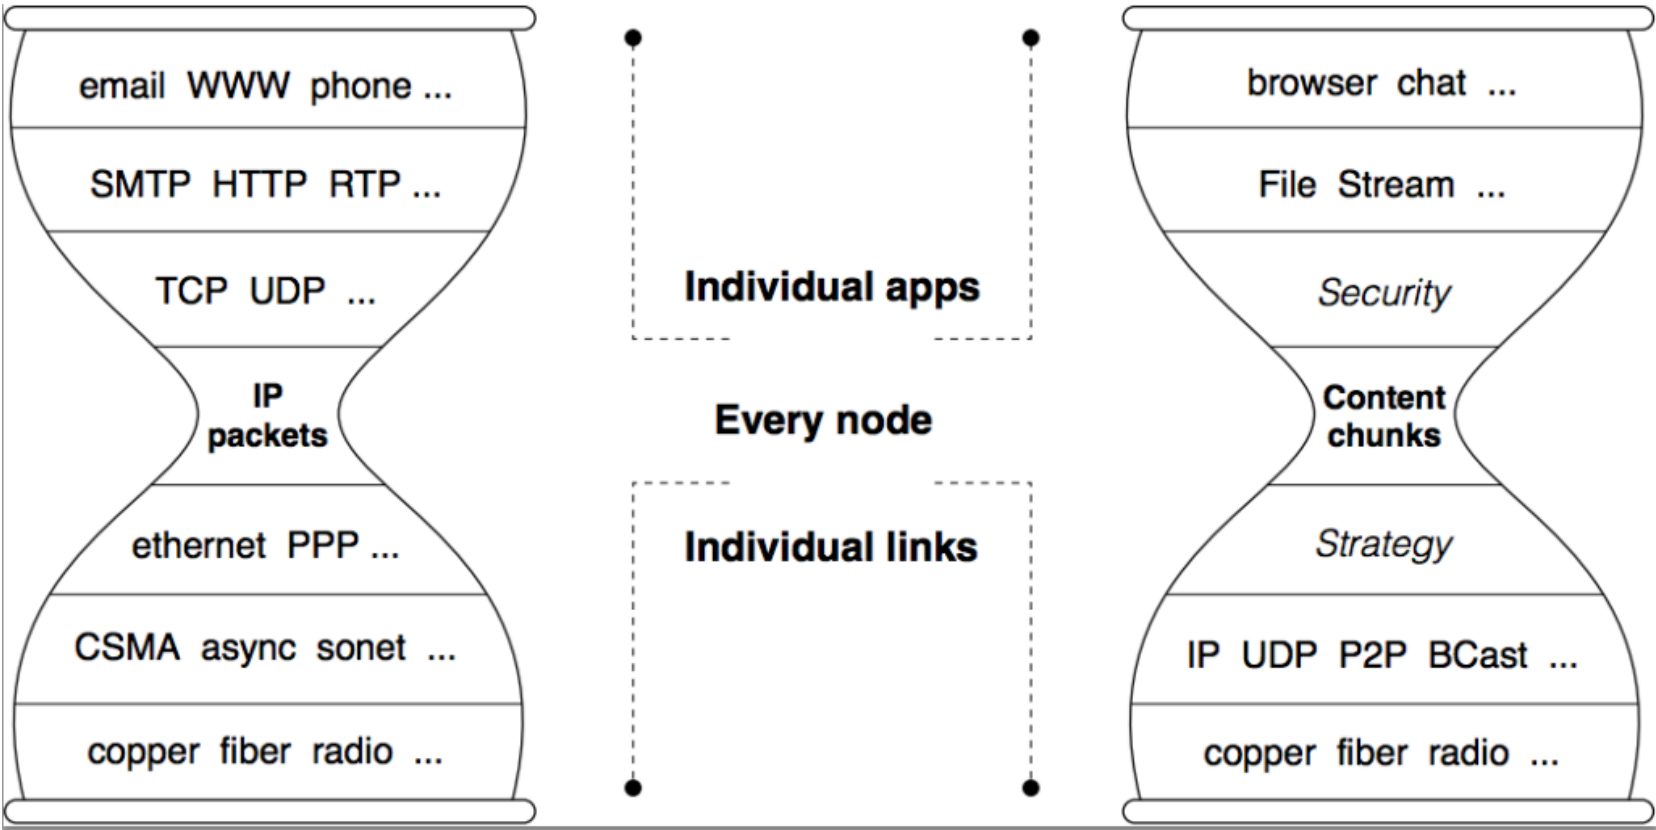 email WWW phone ...
SMTP HTTP RTP ...
TCP UDP ...
IP
packets
ethernet PPP ...
CSMA async sonet ...
copper fiber radio ...
Individual apps
Every node
Individual links
browser chat ...
File Stream ...
Security
Content
chunks
Strategy
IP UDP P2P BCast ...
copper fiber radio ...